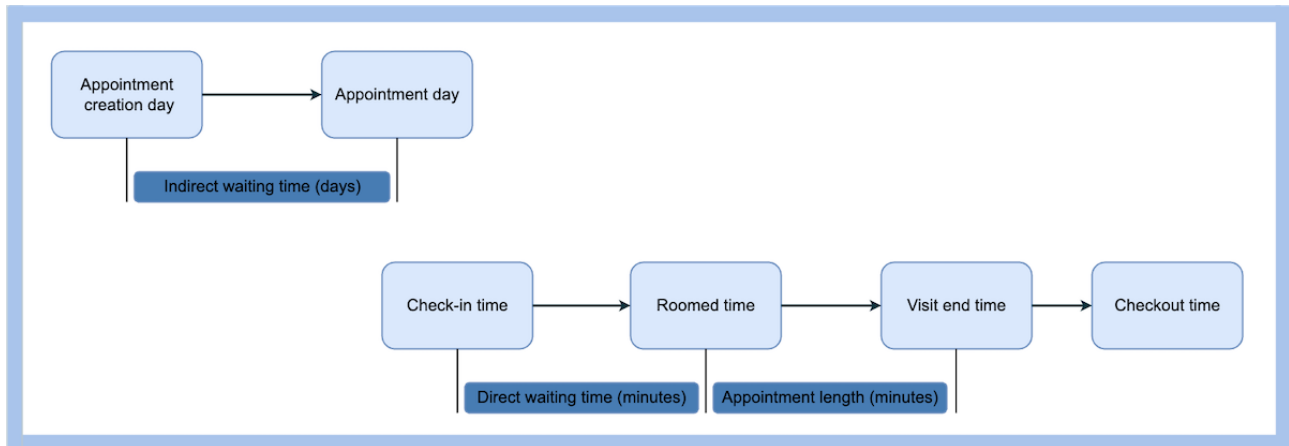 Appointment
creation day
Appointment day
Indirect waiting time (days)
Check-in time
Roomed time
Visit end time
Checkout time
Direct waiting time (minutes)
Appointment length (minutes)